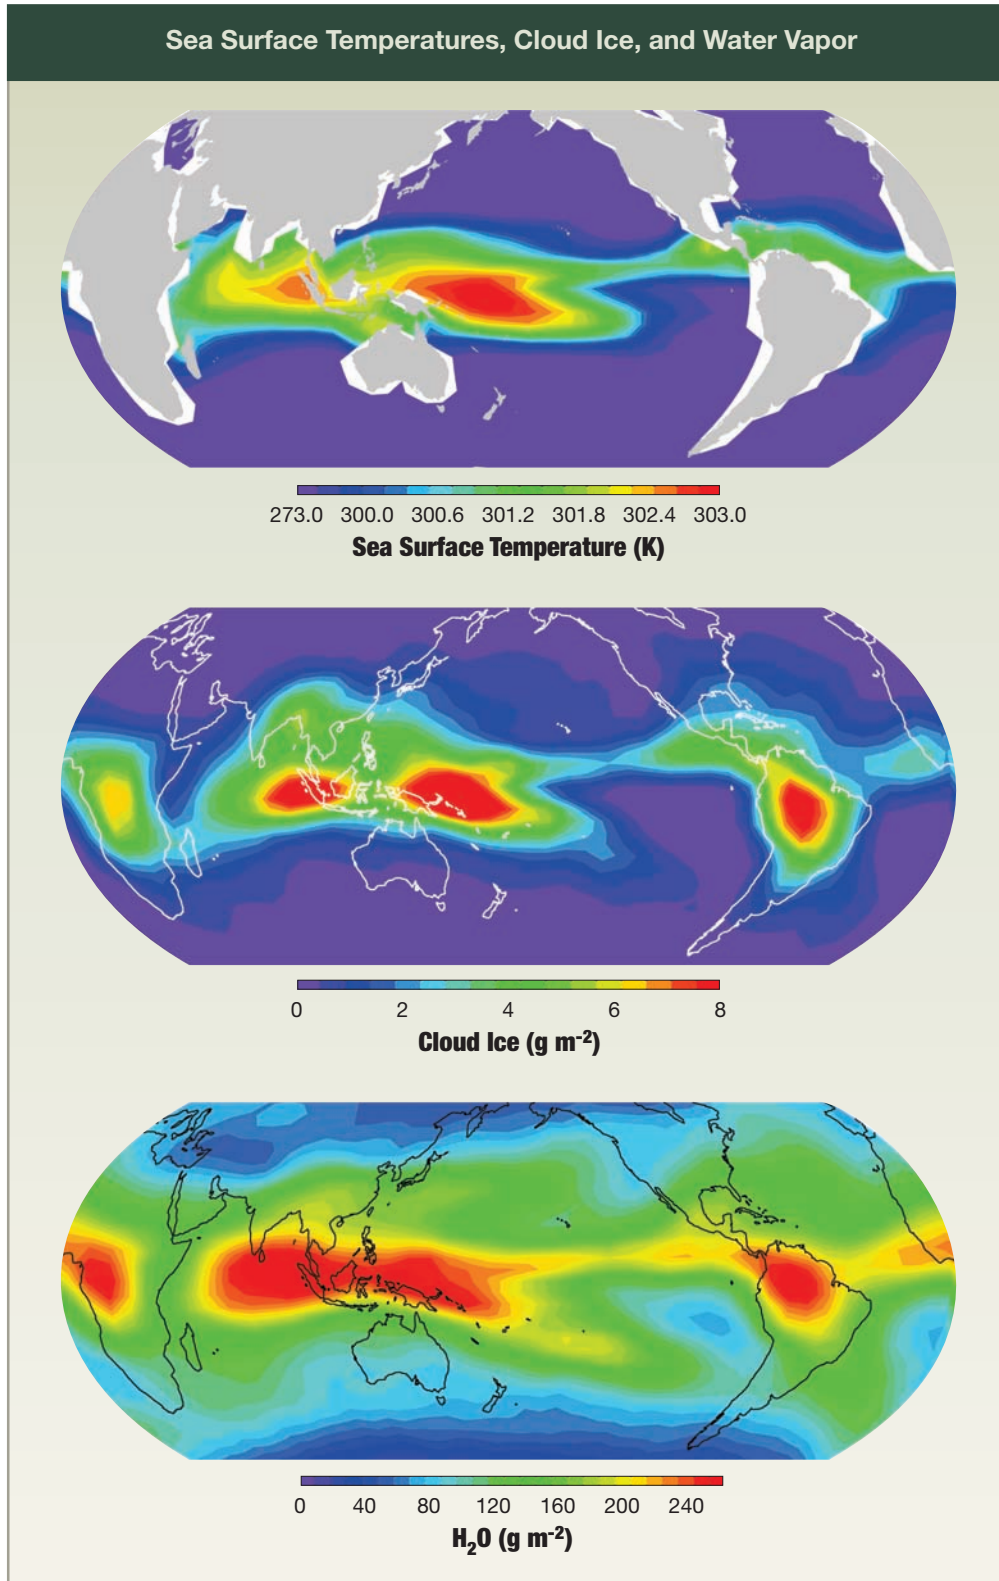 Sea Surface Temperatures, Cloud Ice, and Water Vapor
273.0 300.0 300.6 301.2 301.8 302.4 303.0
Sea Surface Temperature (K)
0 2 4 6 8
Cloud Ice (g m⁻²)
0 40 80 120 160 200 240
H₂O (g m⁻²)